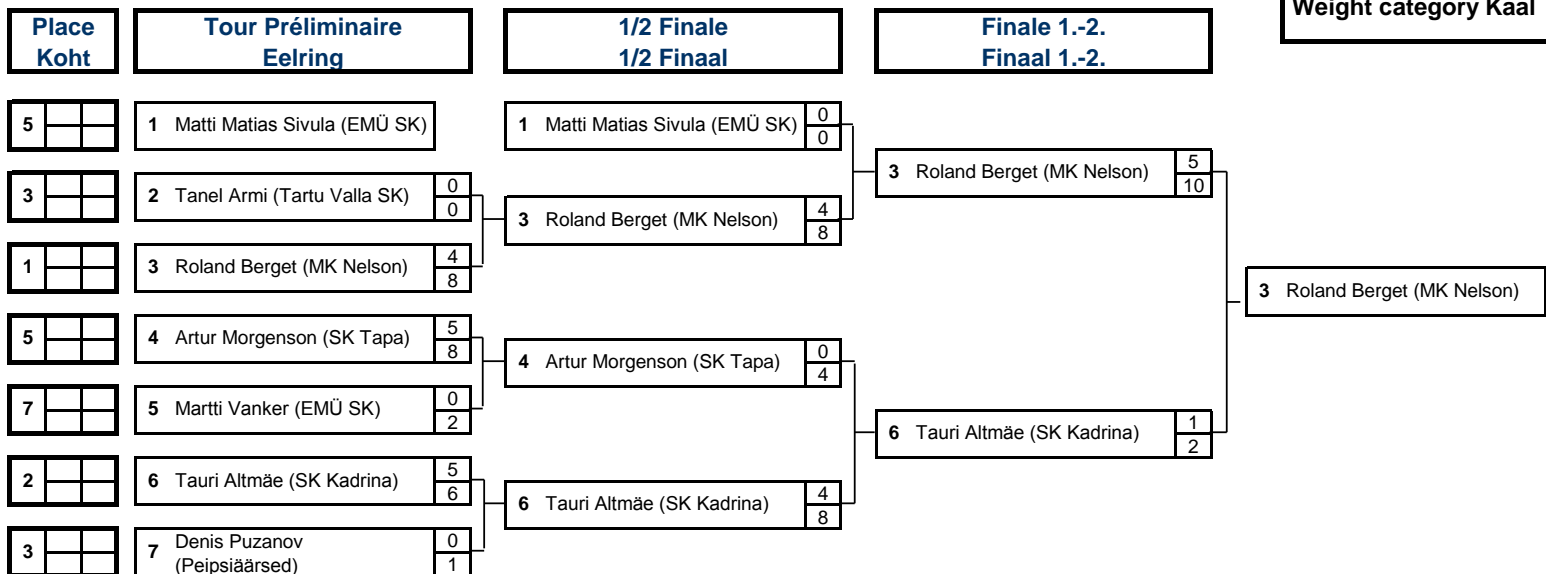 Weight category Kaal
Place
Koht
Tour Préliminaire
Eelring
1/2 Finale
1/2 Finaal
Finale 1.-2.
Finaal 1.-2.
5
1 Matti Matias Sivula (EMÜ SK)
1 Matti Matias Sivula (EMÜ SK)
0
0
3 Roland Berget (MK Nelson)
5
10
3
2 Tanel Armi (Tartu Valla SK)
0
0
3 Roland Berget (MK Nelson)
4
8
1
3 Roland Berget (MK Nelson)
4
8
3 Roland Berget (MK Nelson)
5
4 Artur Morgenson (SK Tapa)
5
8
4 Artur Morgenson (SK Tapa)
0
4
7
5 Martti Vanker (EMÜ SK)
0
2
6 Tauri Altmäe (SK Kadrina)
1
2
2
6 Tauri Altmäe (SK Kadrina)
5
6
6 Tauri Altmäe (SK Kadrina)
4
8
3
7 Denis Puzanov
(Peipsiäärsed)
0
1